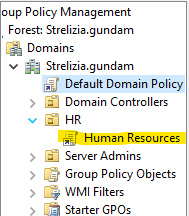 oup Policy Management
Forest: Strelizia.gundam
Domains
Strelizia.gundam
Default Domain Policy
Domain Controllers
HR
Human Resources
Server Admins
Group Policy Objects
WMI Filters
Starter GPOs